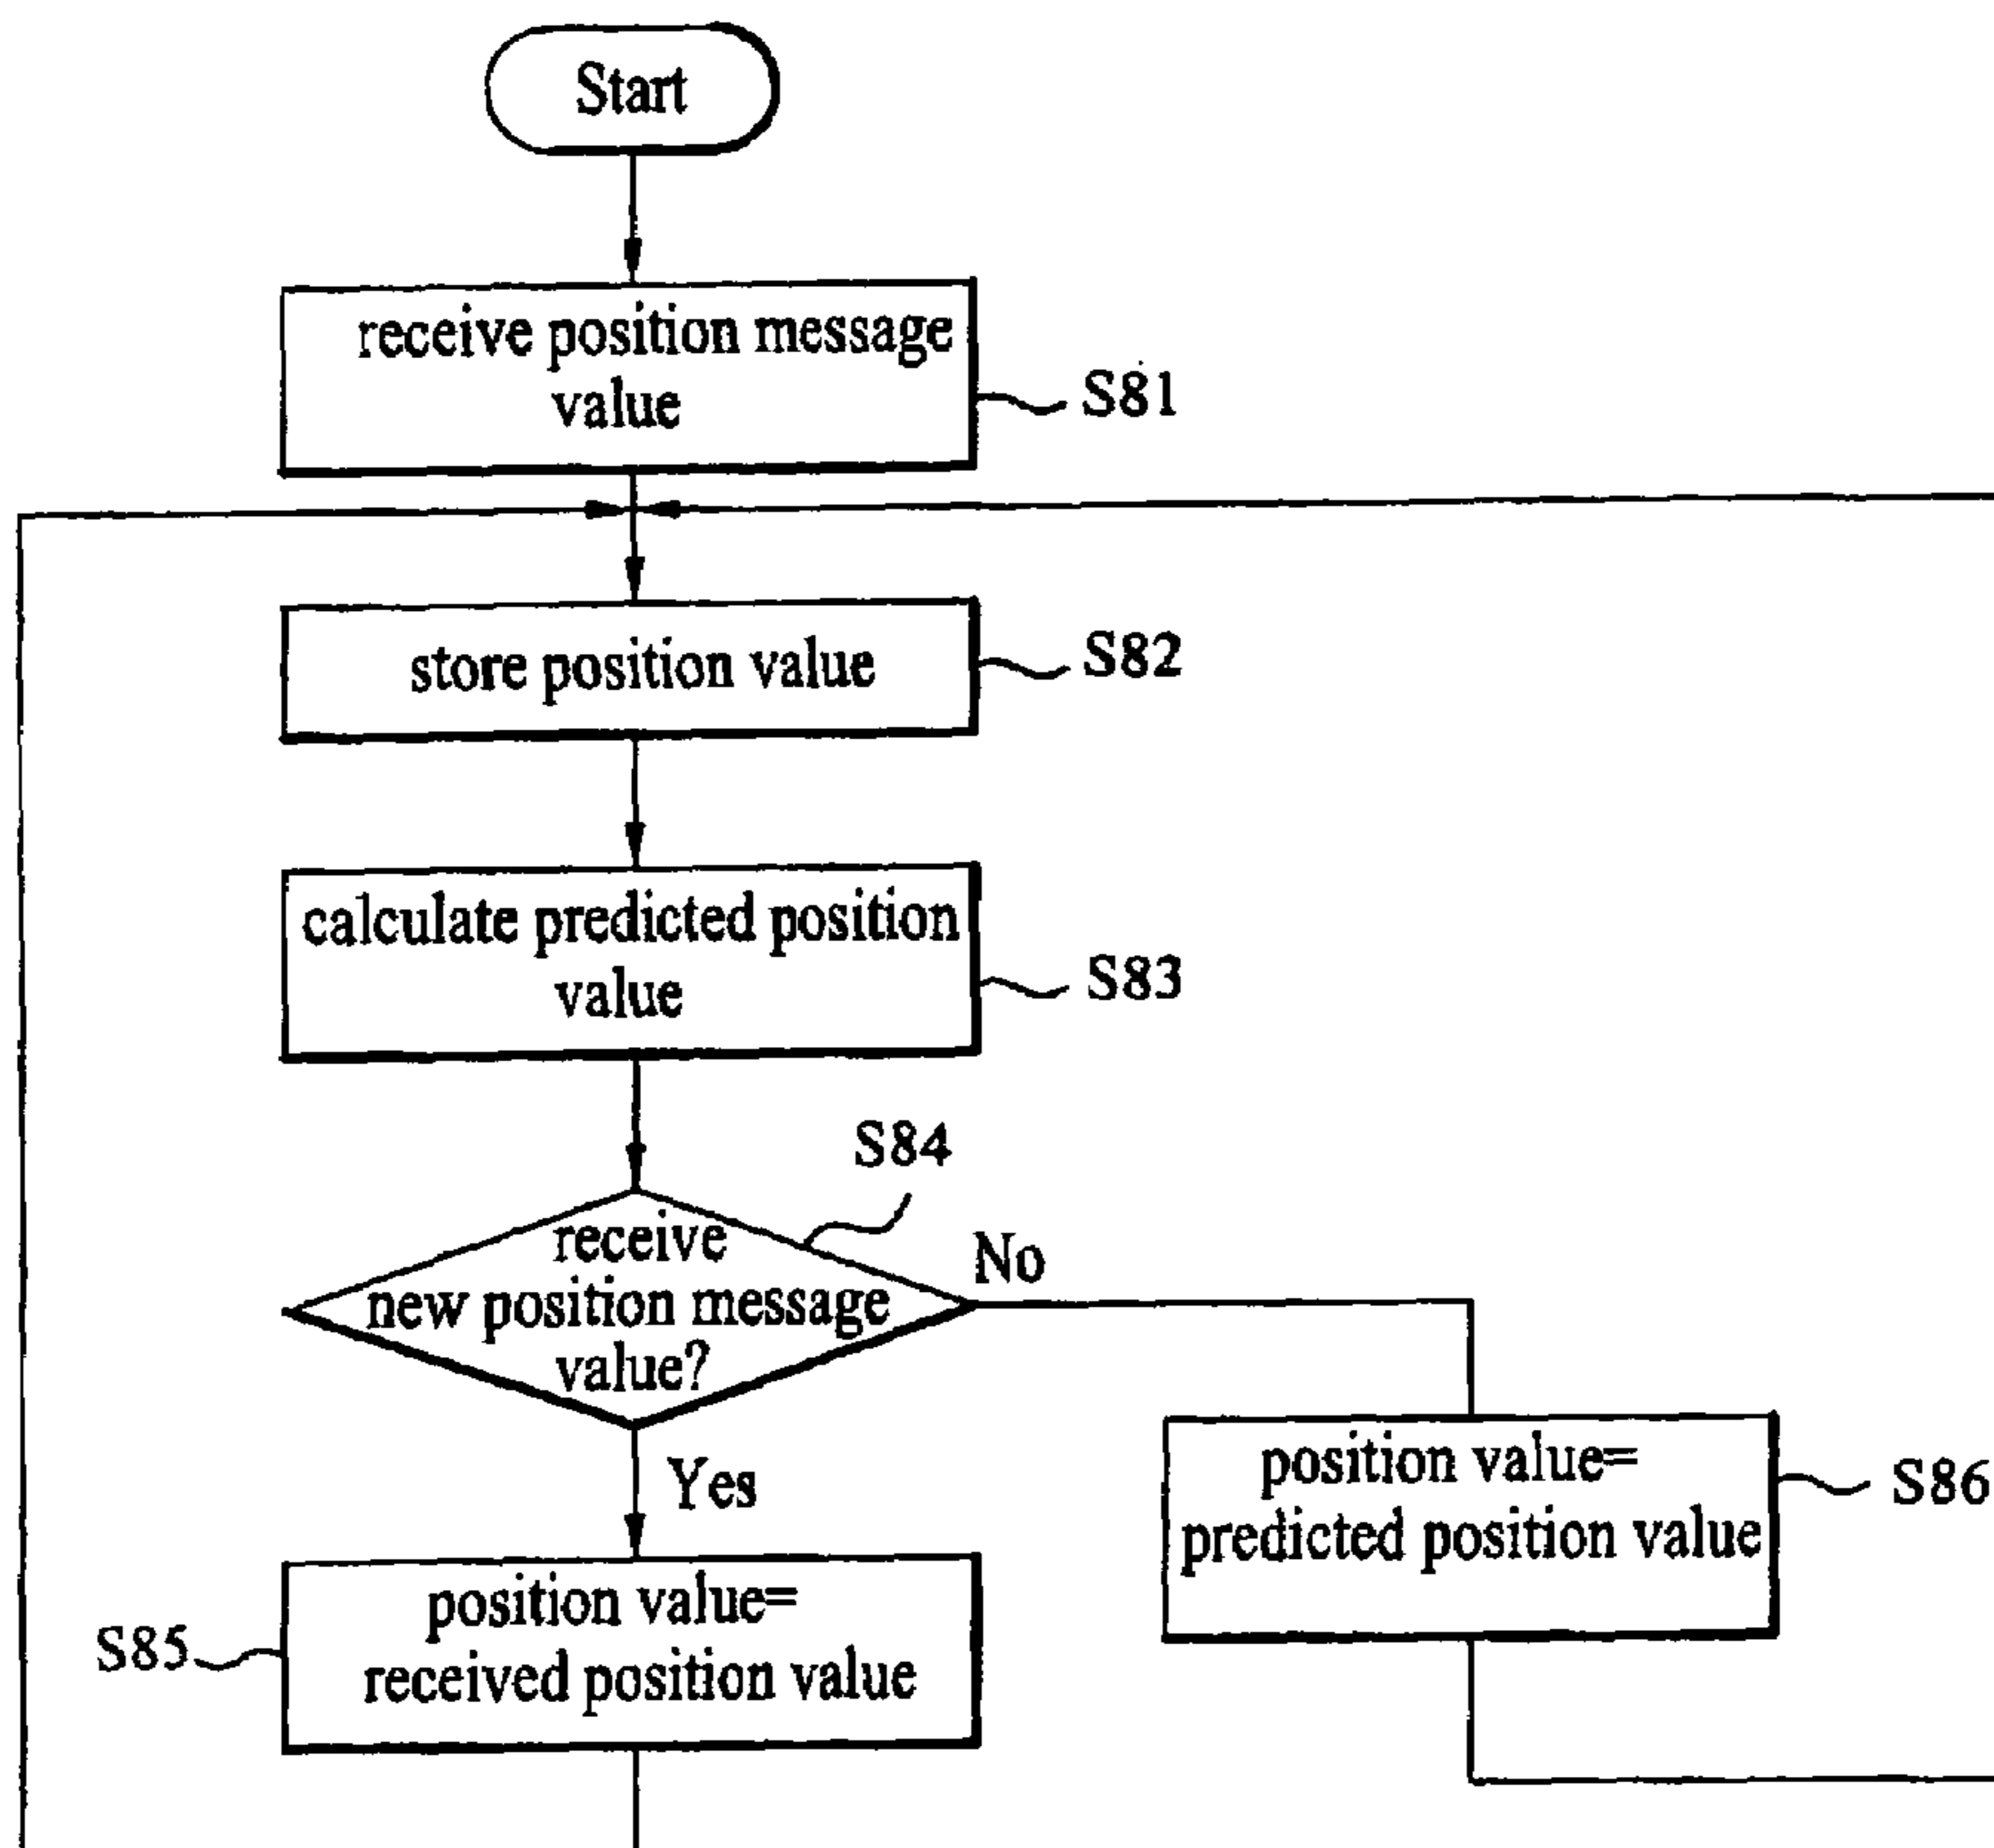 Start
receive position message
value
S81
store position value
S82
calculate predicted position
value
S83
S84
receive
new position message
value?
No
Yes
position value=
predicted position value
S86
position value=
received position value
S85